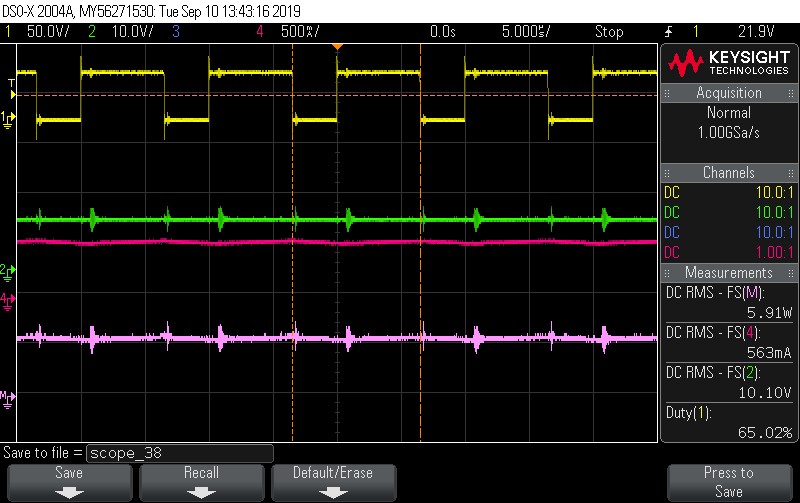 DSO-X 2004A, MY56271530: Tue Sep 10 13:43:16 2019
1 50.0V/ 2 10.0V/ 3 4 500㎃/ 0.0s 5.000㎲/ Stop 1 21.9V
KEYSIGHT
TECHNOLOGIES
Acquisition
Normal
1.00GSa/s
Channels
DC 10.0:1
DC 10.0:1
DC 10.0:1
DC 1.00:1
Measurements
DC RMS - FS(M):
5.91W
DC RMS - FS(4):
563mA
DC RMS - FS(2):
10.10V
Duty(1):
65.02%
T
1
2
4
M
Save to file = scope_38
Save
Recall
Default/Erase
Press to
Save